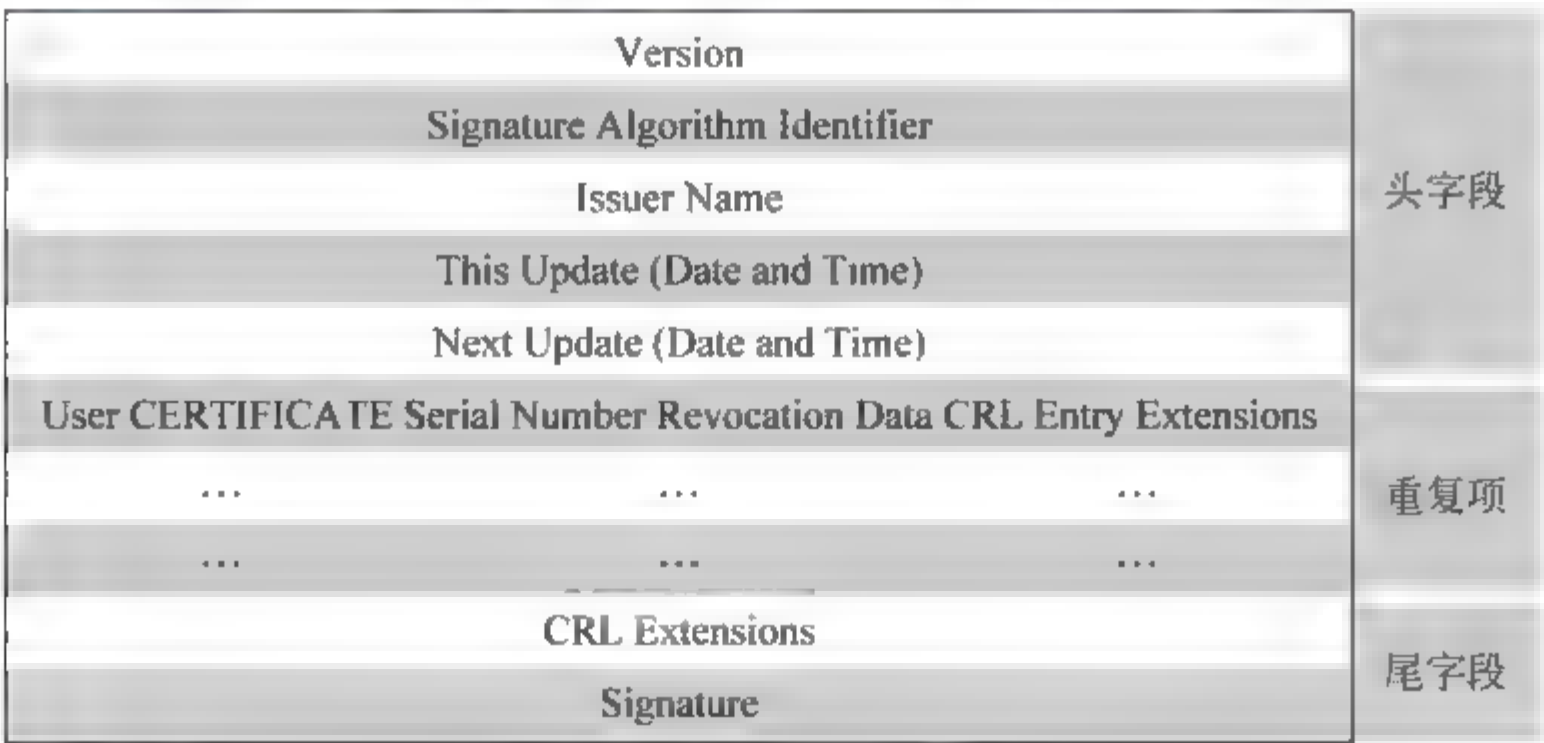 Version
Signature Algorithm Identifier
Issuer Name
This Update (Date and Time)
Next Update (Date and Time)
头字段
User CERTIFICATE Serial Number Revocation Data CRL Entry Extensions
... ... ...
... ... ...
重复项
CRL Extensions
Signature
尾字段